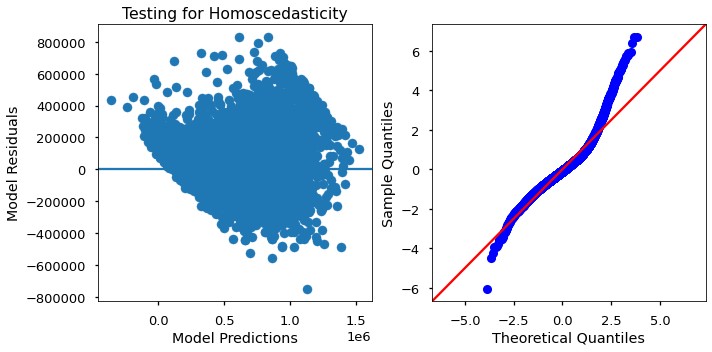 Testing for Homoscedasticity
Model Residuals
800000
600000
400000
200000
0
−200000
−400000
−600000
−800000
0.0 0.5 1.0 1.5
1e6
Model Predictions
Sample Quantiles
6
4
2
0
−2
−4
−6
−5.0 −2.5 0.0 2.5 5.0
Theoretical Quantiles